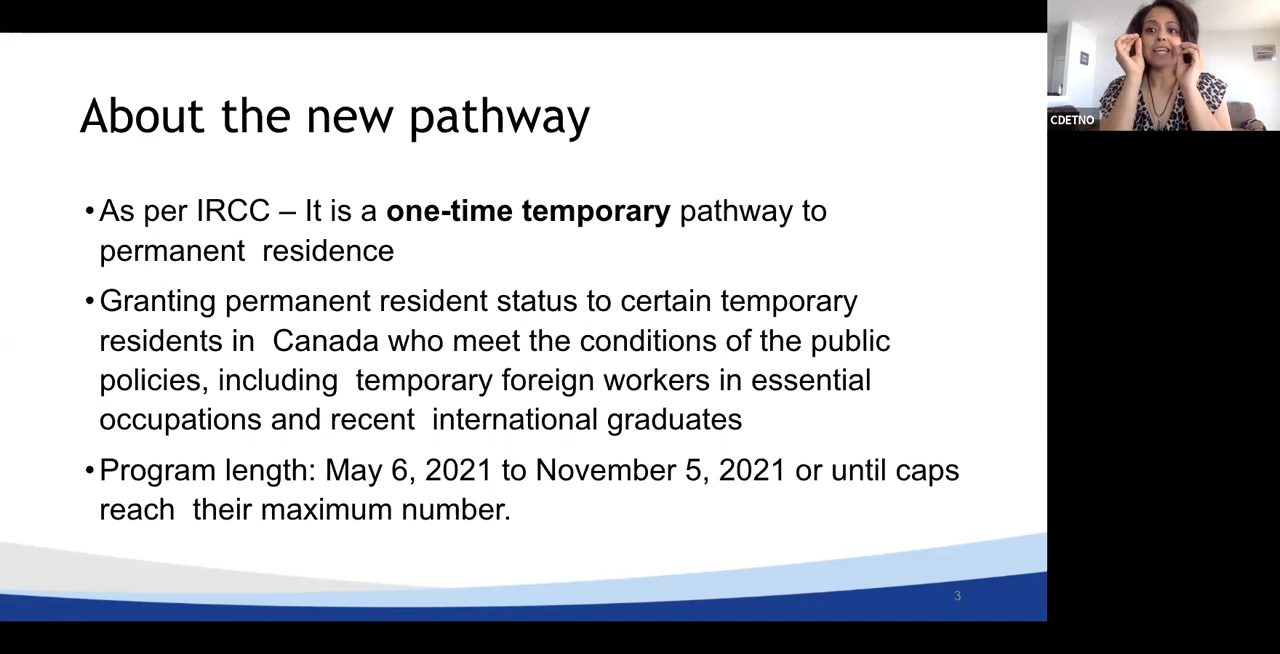 About the new pathway
•As per IRCC – It is a one-time temporary pathway to
permanent  residence
•Granting permanent resident status to certain temporary
residents in  Canada who meet the conditions of the public
policies, including  temporary foreign workers in essential
occupations and recent  international graduates
•Program length: May 6, 2021 to November 5, 2021 or until caps
reach  their maximum number.
3
CDETNO